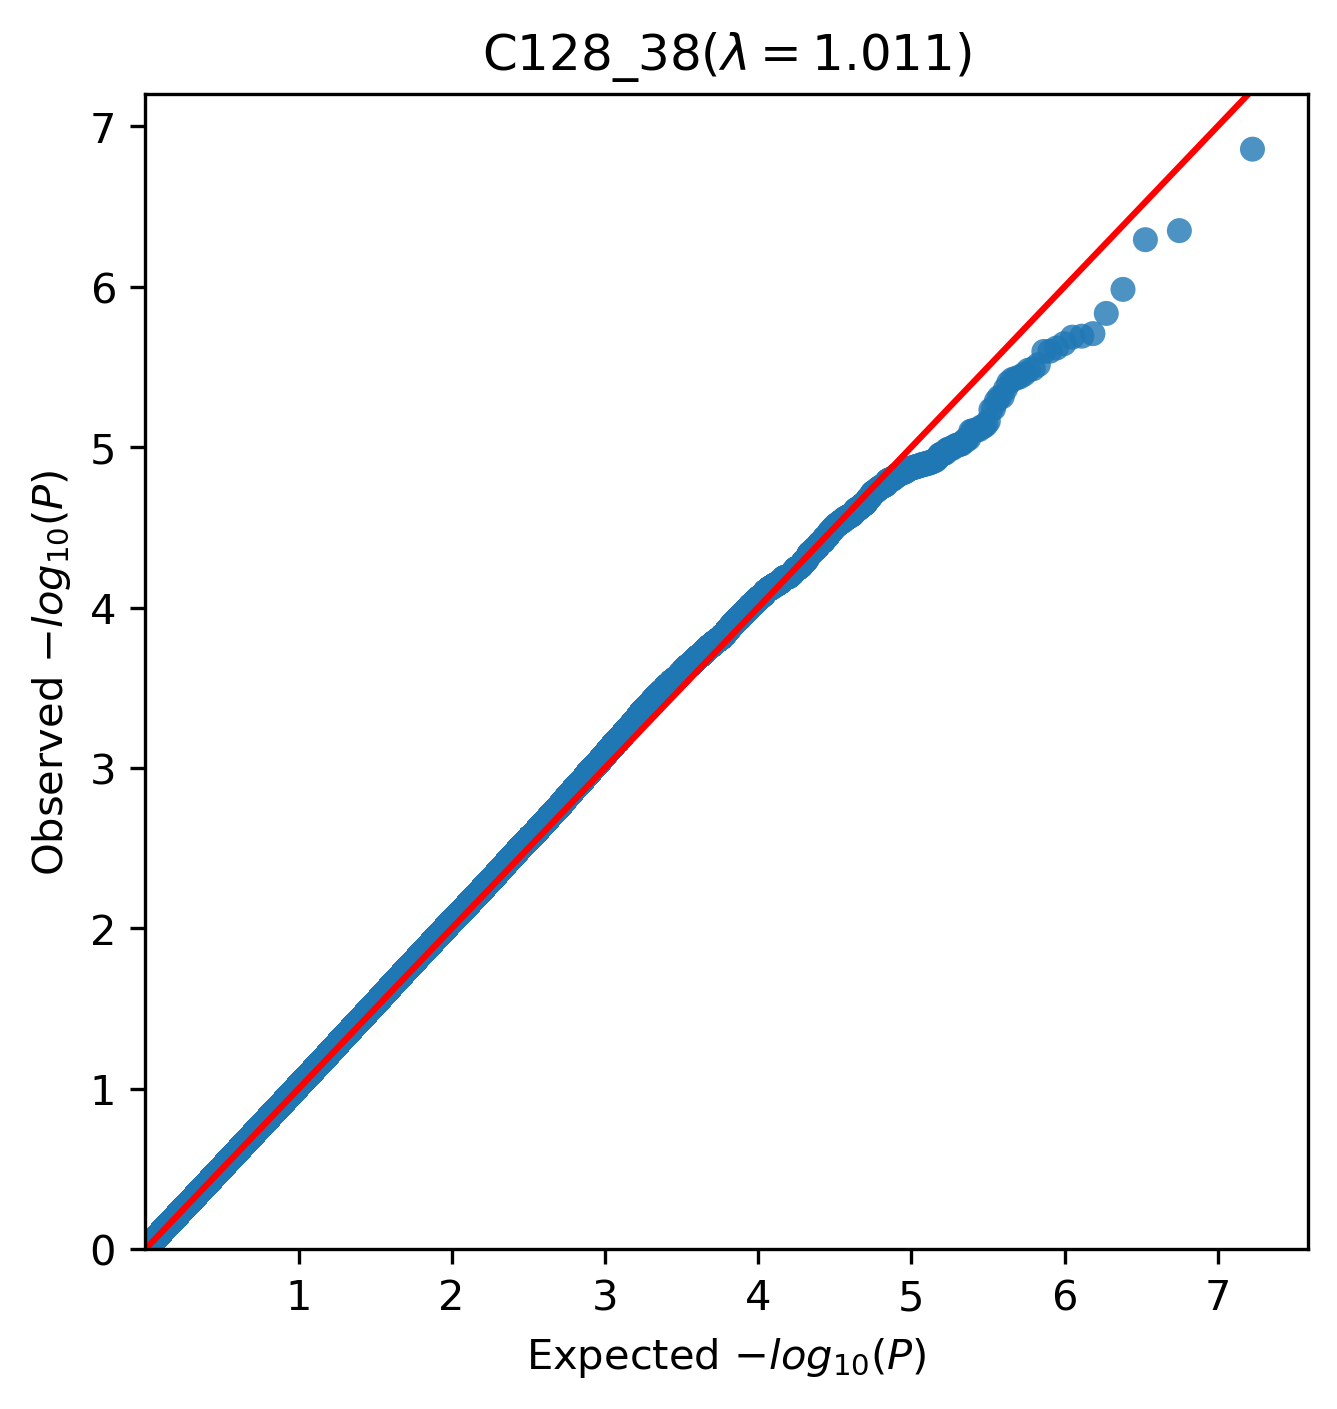 C128_38(λ = 1.011)
7
6
5
4
3
2
1
0
Observed −log₁₀(P)
1 2 3 4 5 6 7
Expected −log₁₀(P)